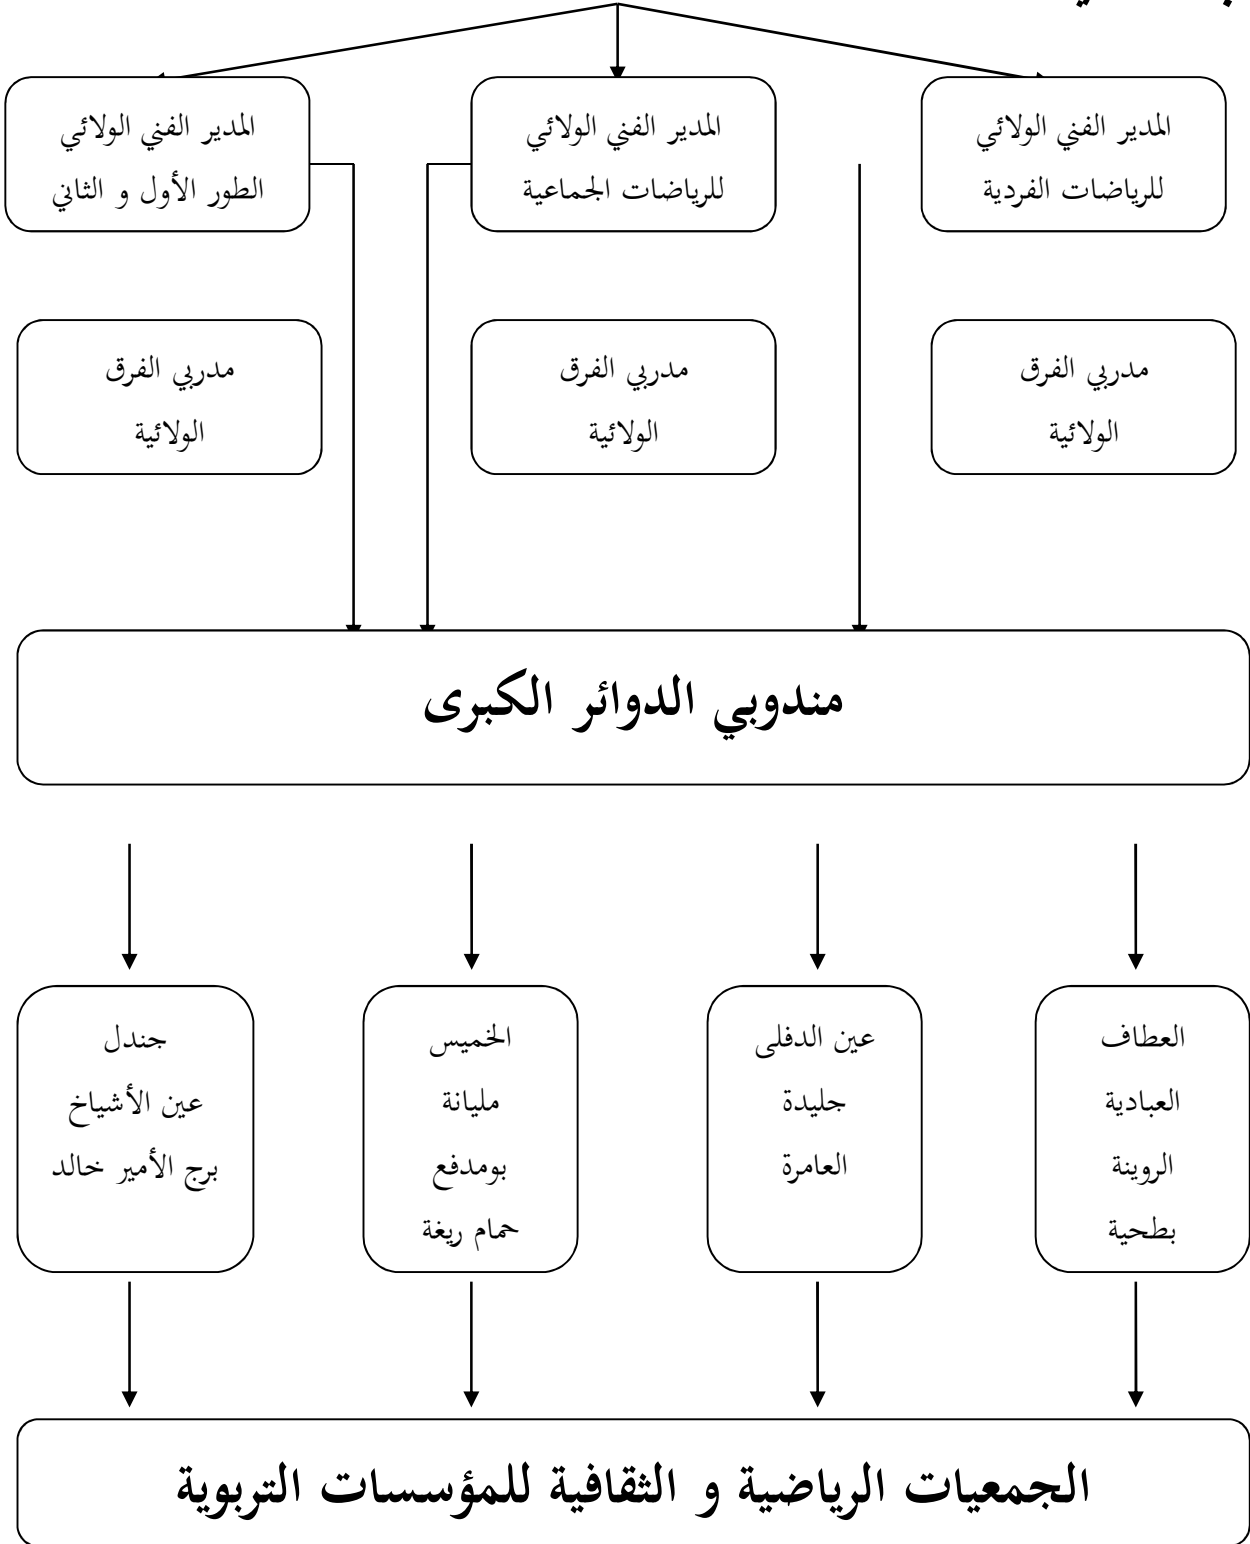 المدير الفني الولائي
للرياضات الفردية
المدير الفني الولائي
للرياضات الجماعية
المدير الفني الولائي
الطور الأول و الثاني
مدربي الفرق
الولائية
مدربي الفرق
الولائية
مدربي الفرق
الولائية
مندوبي الدوائر الكبرى
العطاف
العبادية
الروينة
بطحية
عين الدفلى
جليدة
العامرة
الخميس
مليانة
بومدفع
حمام ريغة
جندل
عين الأشياخ
برج الأمير خالد
الجمعيات الرياضية و الثقافية للمؤسسات التربوية